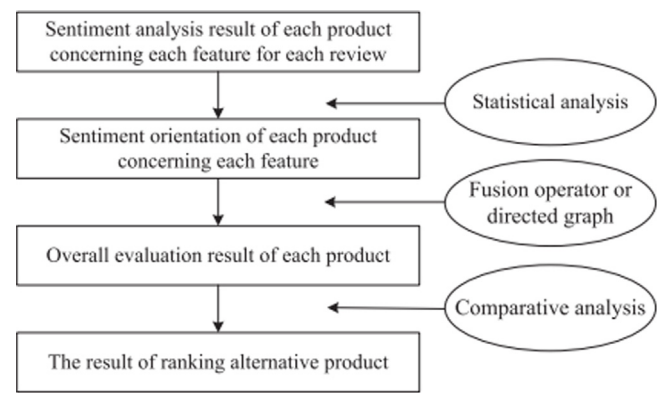 Sentiment analysis result of each product
concerning each feature for each review
Statistical analysis
Sentiment orientation of each product
concerning each feature
Fusion operator or
directed graph
Overall evaluation result of each product
Comparative analysis
The result of ranking alternative product